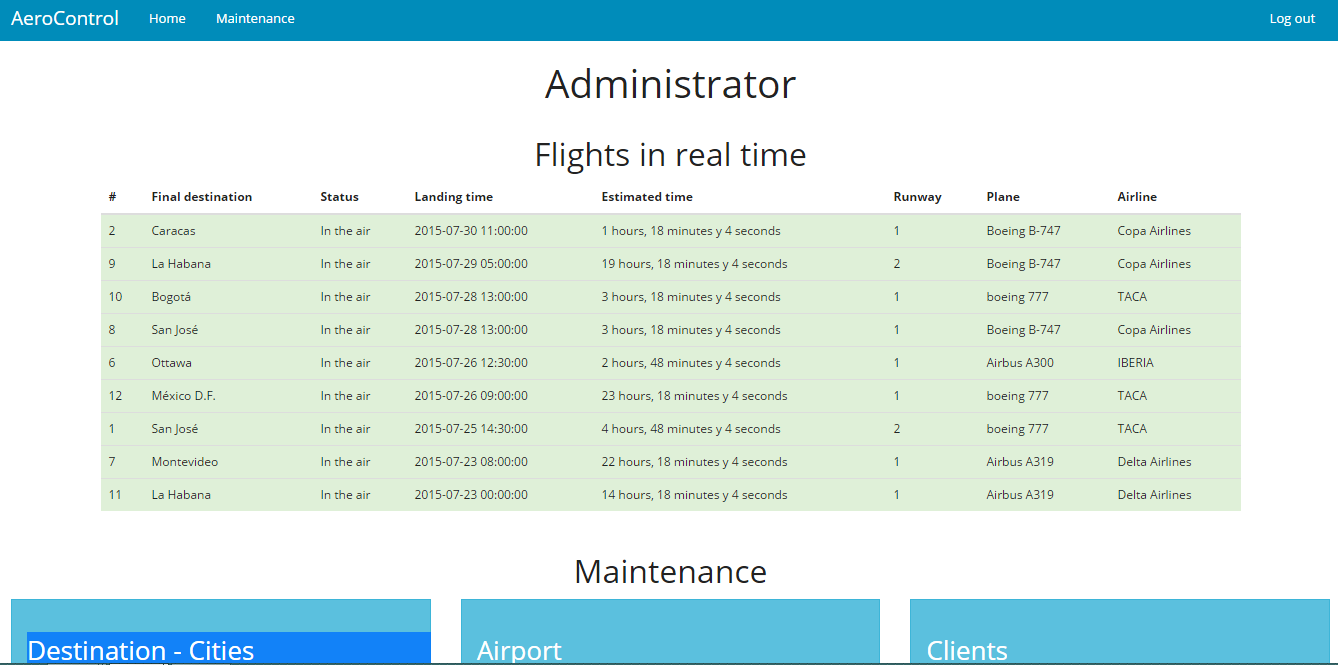 AeroControl Home Maintenance Log out
Administrator
Flights in real time
# Final destination Status Landing time Estimated time Runway Plane Airline
2 Caracas In the air 2015-07-30 11:00:00 1 hours, 18 minutes y 4 seconds 1 Boeing B-747 Copa Airlines
9 La Habana In the air 2015-07-29 05:00:00 19 hours, 18 minutes y 4 seconds 2 Boeing B-747 Copa Airlines
10 Bogotá In the air 2015-07-28 13:00:00 3 hours, 18 minutes y 4 seconds 1 boeing 777 TACA
8 San José In the air 2015-07-28 13:00:00 3 hours, 18 minutes y 4 seconds 1 Boeing B-747 Copa Airlines
6 Ottawa In the air 2015-07-26 12:30:00 2 hours, 48 minutes y 4 seconds 1 Airbus A300 IBERIA
12 México D.F. In the air 2015-07-26 09:00:00 23 hours, 18 minutes y 4 seconds 1 boeing 777 TACA
1 San José In the air 2015-07-25 14:30:00 4 hours, 48 minutes y 4 seconds 2 boeing 777 TACA
7 Montevideo In the air 2015-07-23 08:00:00 22 hours, 18 minutes y 4 seconds 1 Airbus A319 Delta Airlines
11 La Habana In the air 2015-07-23 00:00:00 14 hours, 18 minutes y 4 seconds 1 Airbus A319 Delta Airlines
Maintenance
Destination - Cities Airport Clients